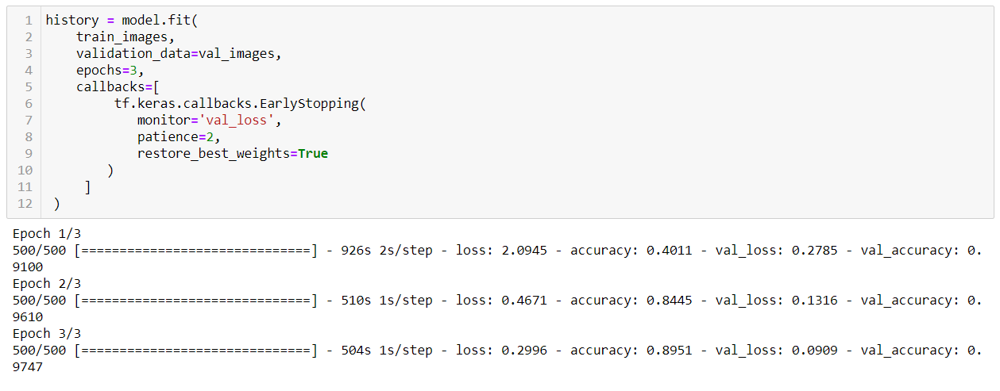 1 history = model.fit(
2     train_images,
3     validation_data=val_images,
4     epochs=3,
5     callbacks=[
6          tf.keras.callbacks.EarlyStopping(
7             monitor='val_loss',
8             patience=2,
9             restore_best_weights=True
10         )
11      ]
12  )
Epoch 1/3
500/500 [==============================] - 926s 2s/step - loss: 2.0945 - accuracy: 0.4011 - val_loss: 0.2785 - val_accuracy: 0.
9100
Epoch 2/3
500/500 [==============================] - 510s 1s/step - loss: 0.4671 - accuracy: 0.8445 - val_loss: 0.1316 - val_accuracy: 0.
9610
Epoch 3/3
500/500 [==============================] - 504s 1s/step - loss: 0.2996 - accuracy: 0.8951 - val_loss: 0.0909 - val_accuracy: 0.
9747